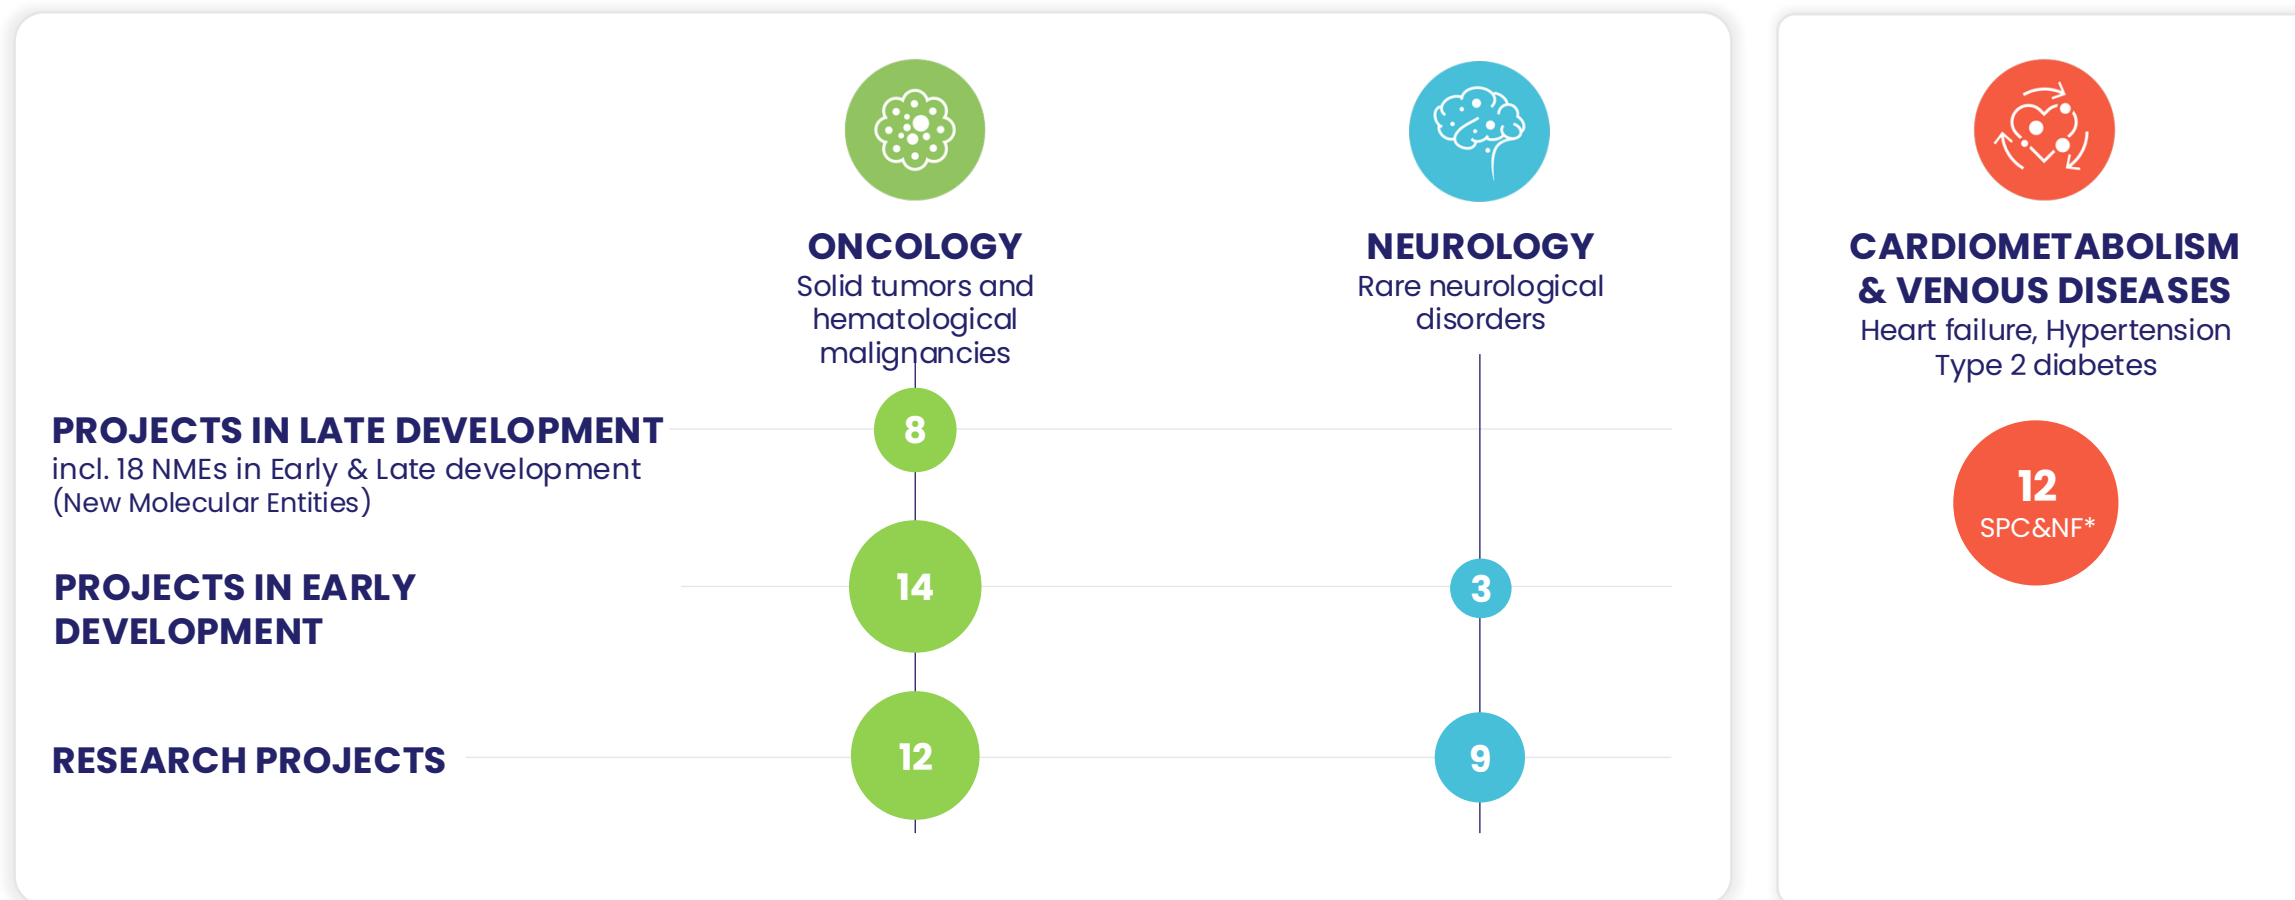 ONCOLOGY
Solid tumors and
hematological
malignancies
NEUROLOGY
Rare neurological
disorders
PROJECTS IN LATE DEVELOPMENT
incl. 18 NMEs in Early & Late development
(New Molecular Entities)
8
PROJECTS IN EARLY
DEVELOPMENT
14
3
RESEARCH PROJECTS
12
9
CARDIOMETABOLISM
& VENOUS DISEASES
Heart failure, Hypertension
Type 2 diabetes
12
SPC&NF*